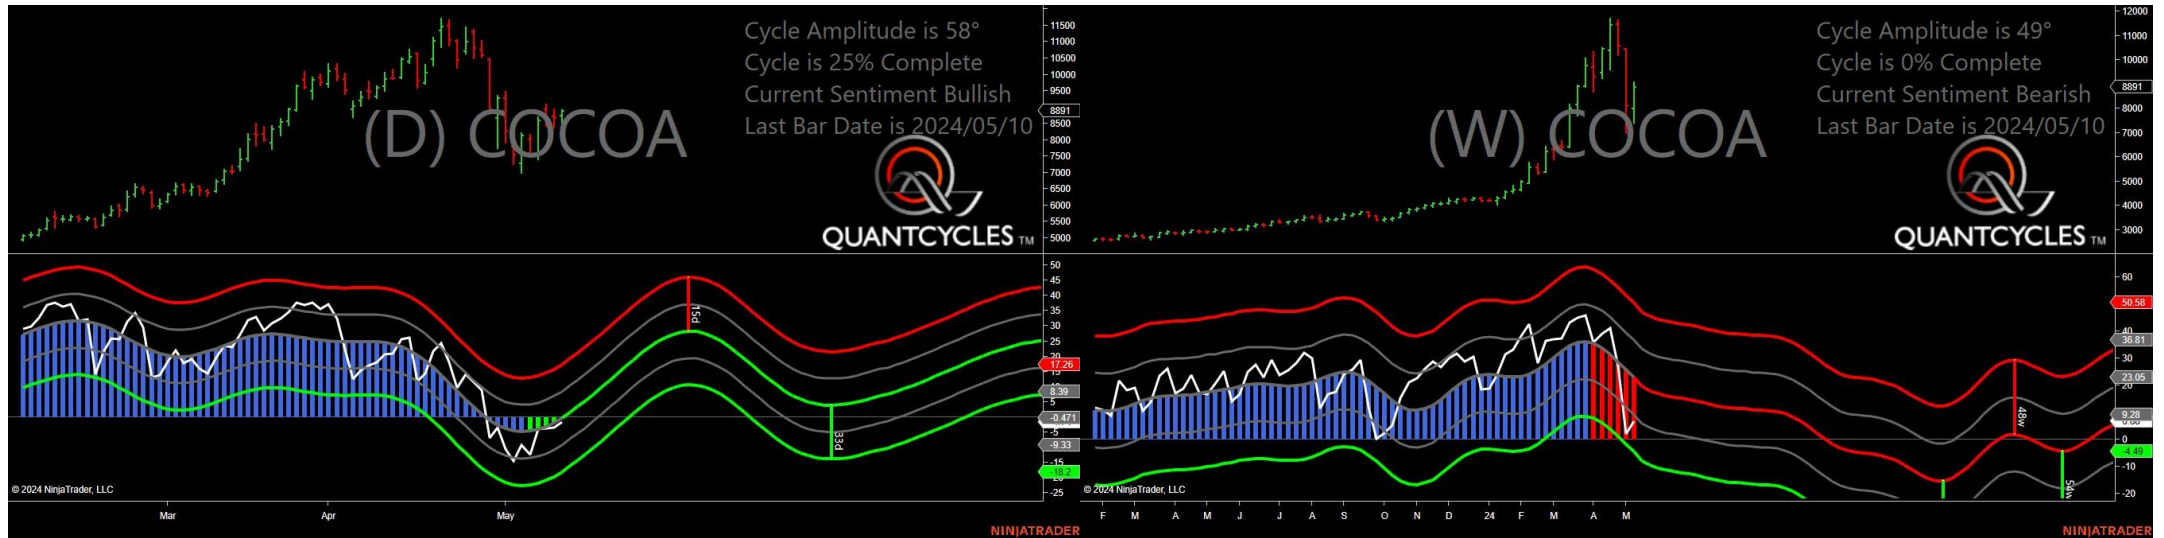 Cycle Amplitude is 58°
Cycle is 25% Complete
Current Sentiment Bullish
Last Bar Date is 2024/05/10
(D) COCOA
QUANTCYCLES TM
11500
11000
10500
10000
9500
8891
8500
8000
7500
7000
6500
6000
5500
5000
50
45
40
35
30
25
20
17.26
15
8.39
5
-0.471
-5
-9.33
-15
-18.2
-25
15d
33d
© 2024 NinjaTrader, LLC
Mar
Apr
May
NINJATRADER
Cycle Amplitude is 49°
Cycle is 0% Complete
Current Sentiment Bearish
Last Bar Date is 2024/05/10
(W) COCOA
QUANTCYCLES TM
12000
11000
10000
8891
8000
7000
6000
5000
4000
3000
60
50.58
40
36.81
30
23.05
20
9.28
0
-4.49
-10
-20
48w
54w
© 2024 NinjaTrader, LLC
F M A M J J A S O N D 24 F M A M
NINJATRADER